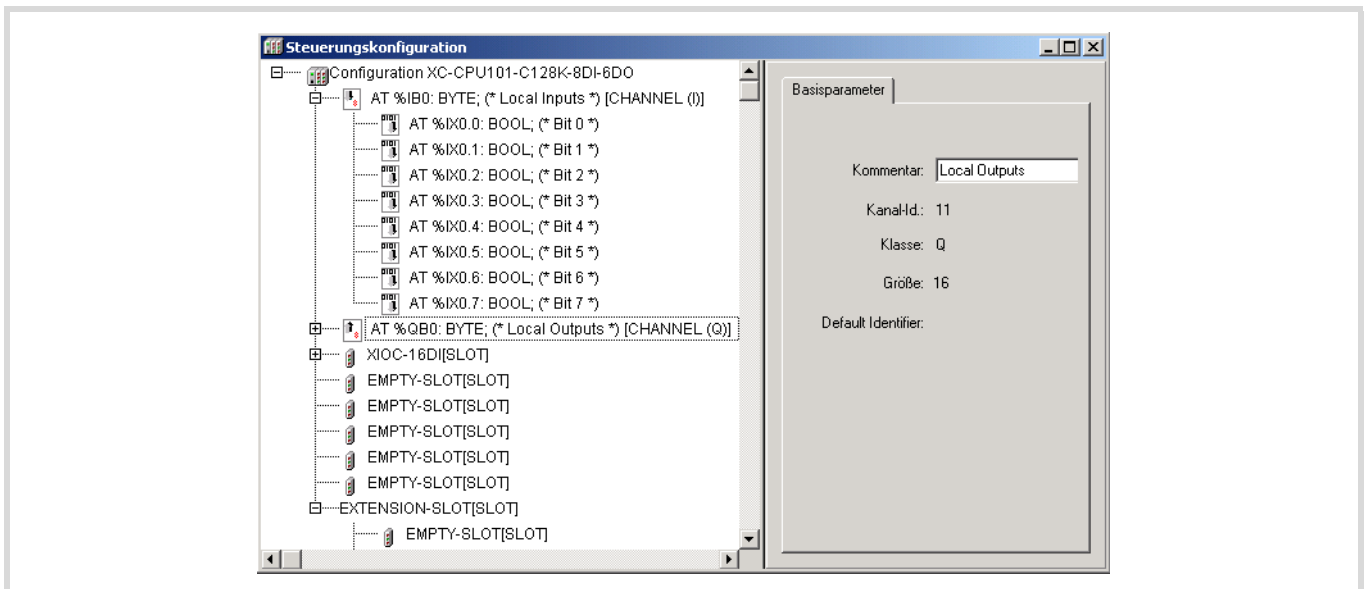 Steuerungskonfiguration
Configuration XC-CPU101-C128K-8DI-6DO
AT %IB0: BYTE; (* Local Inputs *) [CHANNEL (I)]
AT %IX0.0: BOOL; (* Bit 0 *)
AT %IX0.1: BOOL; (* Bit 1 *)
AT %IX0.2: BOOL; (* Bit 2 *)
AT %IX0.3: BOOL; (* Bit 3 *)
AT %IX0.4: BOOL; (* Bit 4 *)
AT %IX0.5: BOOL; (* Bit 5 *)
AT %IX0.6: BOOL; (* Bit 6 *)
AT %IX0.7: BOOL; (* Bit 7 *)
AT %QB0: BYTE; (* Local Outputs *) [CHANNEL (Q)]
XIOC-16DI[SLOT]
EMPTY-SLOT[SLOT]
EMPTY-SLOT[SLOT]
EMPTY-SLOT[SLOT]
EMPTY-SLOT[SLOT]
EMPTY-SLOT[SLOT]
EXTENSION-SLOT[SLOT]
EMPTY-SLOT[SLOT]
Basisparameter
Kommentar: Local Outputs
Kanal-Id.: 11
Klasse: Q
Größe: 16
Default Identifier: